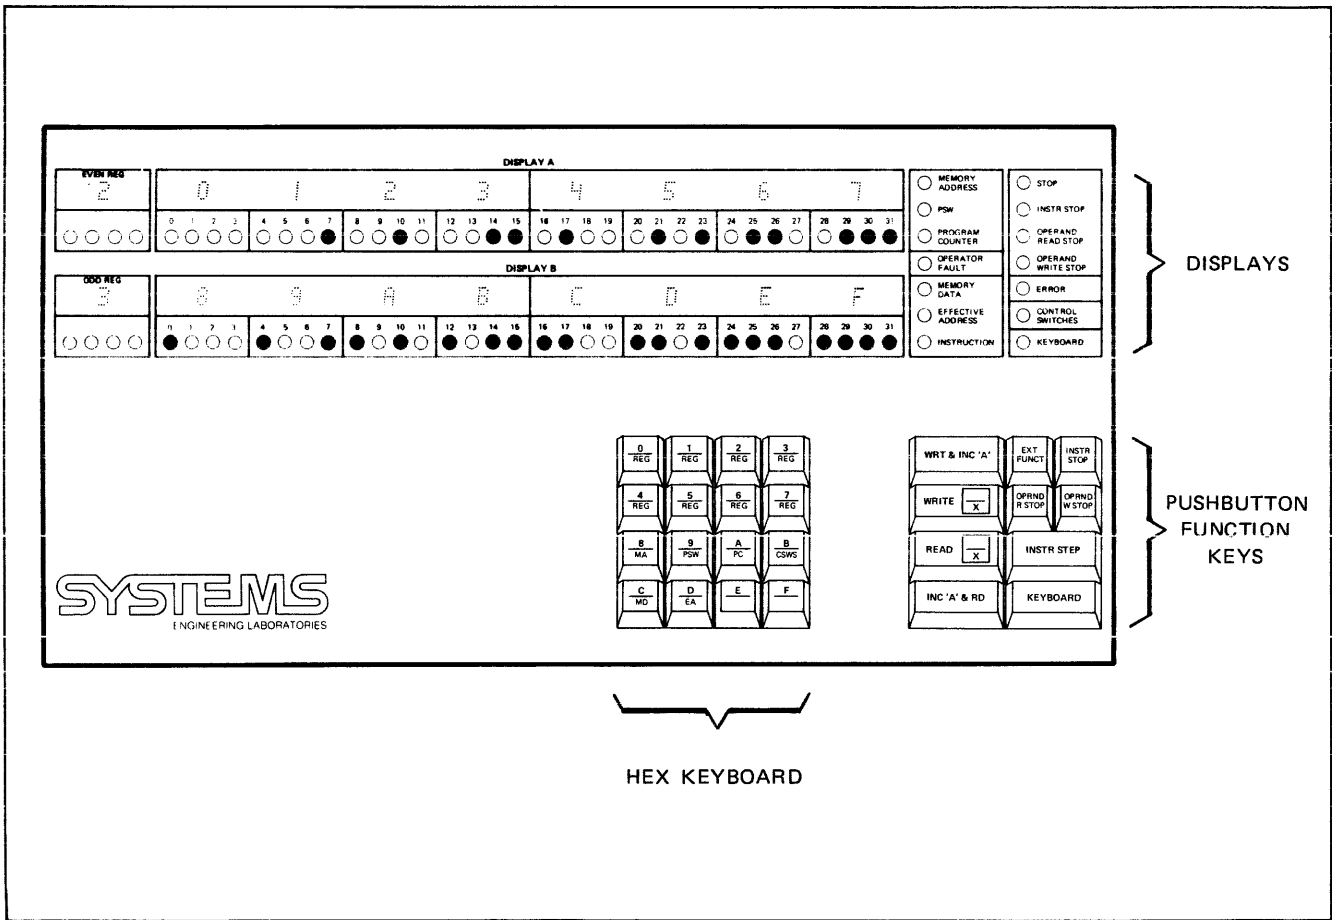 DISPLAY A
EVEN REG
2 0 1 2 3 4 5 6 7
0 1 2 3 4 5 6 7 8 9 10 11 12 13 14 15 16 17 18 19 20 21 22 23 24 25 26 27 28 29 30 31
DISPLAY B
ODD REG
3 8 9 A B C D E F
0 1 2 3 4 5 6 7 8 9 10 11 12 13 14 15 16 17 18 19 20 21 22 23 24 25 26 27 28 29 30 31
MEMORY
ADDRESS
PSW
PROGRAM
COUNTER
OPERATOR
FAULT
MEMORY
DATA
EFFECTIVE
ADDRESS
INSTRUCTION
STOP
INSTR STOP
OPERAND
READ STOP
OPERAND
WRITE STOP
ERROR
CONTROL
SWITCHES
KEYBOARD
DISPLAYS
0 1 2 3
REG REG REG REG
4 5 6 7
REG REG REG REG
8 9 A B
MA PSW PC CSWS
C D E F
MD EA
WRT & INC 'A'
EXT
FUNCT
INSTR
STOP
WRITE X
OPRND
R STOP
OPRND
W STOP
READ X
INSTR STEP
INC 'A' & RD
KEYBOARD
PUSHBUTTON
FUNCTION
KEYS
SYSTEMS
ENGINEERING LABORATORIES
HEX KEYBOARD